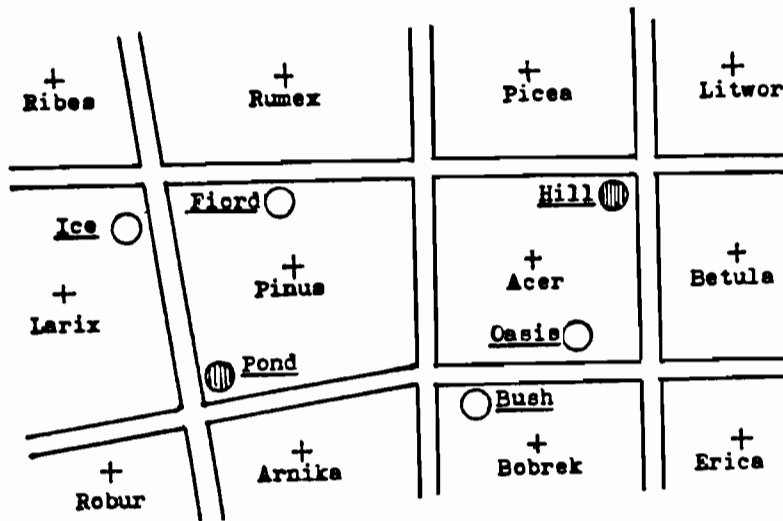 Ribes
Rumex
Picea
Litwor
Fiord
Hill
Ice
Pinus
Acer
Betula
Larix
Oasis
Pond
Bush
Robur
Arnika
Bobrek
Erica